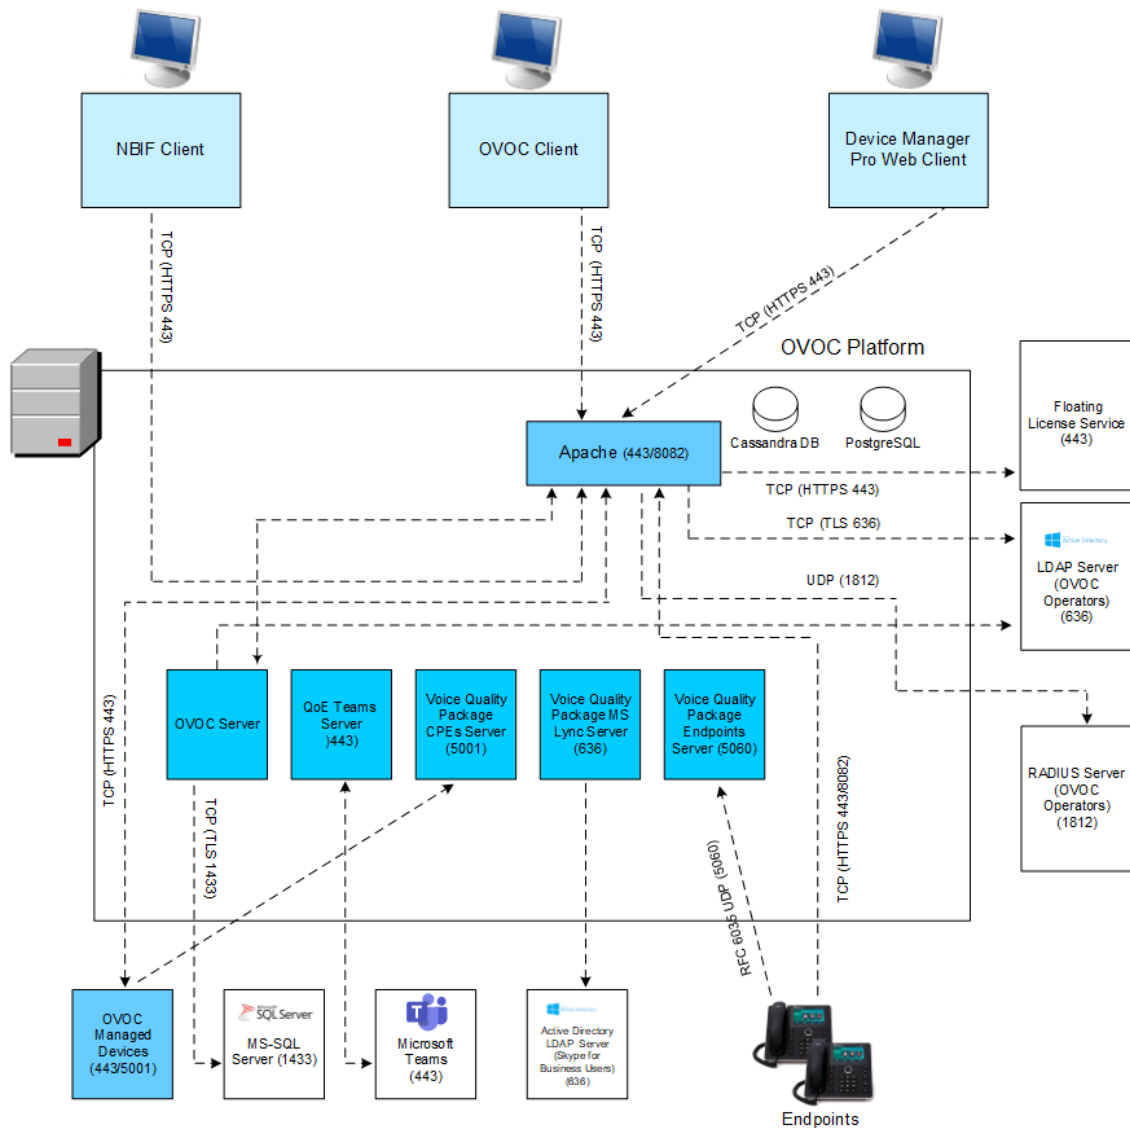 NBIF Client
OVOC Client
Device Manager
Pro Web Client
TCP (HTTPS 443)
TCP (HTTPS 443)
TCP (HTTPS 443)
OVOC Platform
Floating
License Service
(443)
Cassandra DB
PostgreSQL
Apache (443/8082)
TCP (HTTPS 443)
TCP (TLS 636)
UDP (1812)
Active Directory
LDAP Server
(OVOC
Operators)
(636)
OVOC Server
QoE Teams
Server
)443)
Voice Quality
Package
CPEs Server
(5001)
Voice Quality
Package MS
Lync Server
(636)
Voice Quality
Package
Endpoints
Server (5060)
RADIUS Server
(OVOC
Operators)
(1812)
TCP (HTTPS 443)
TCP (TLS 1433)
RFC 6035 UDP (5060)
TCP (HTTPS 443/8082)
OVOC
Managed
Devices
(443/5001)
SQL Server
MS-SQL
Server (1433)
T
Microsoft
Teams
(443)
Active Directory
Active Directory
LDAP Server
(Skype for
Business Users)
(636)
Endpoints